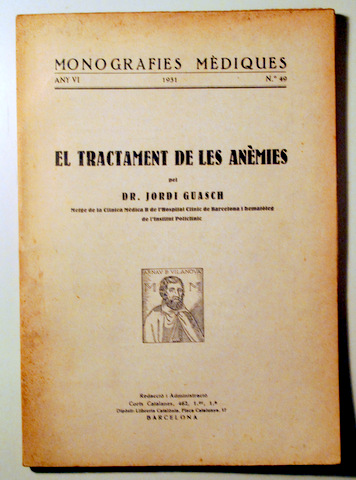 MONOGRAFIES MÈDIQUES
ANY VI 1931 N.º 49
EL TRACTAMENT DE LES ANÈMIES
pel
DR. JORDI GUASCH
Metge de la Clínica Mèdica B de l'Hospital Clínic de Barcelona i hematòleg
de l'Institut Policlínic
ARNAV D VILANOVA
M M
Redacció i Administració
Corts Catalanes, 462, 1.er, 1.ª
Dipòsit: Llibreria Catalònia, Plaça Catalunya, 17
BARCELONA